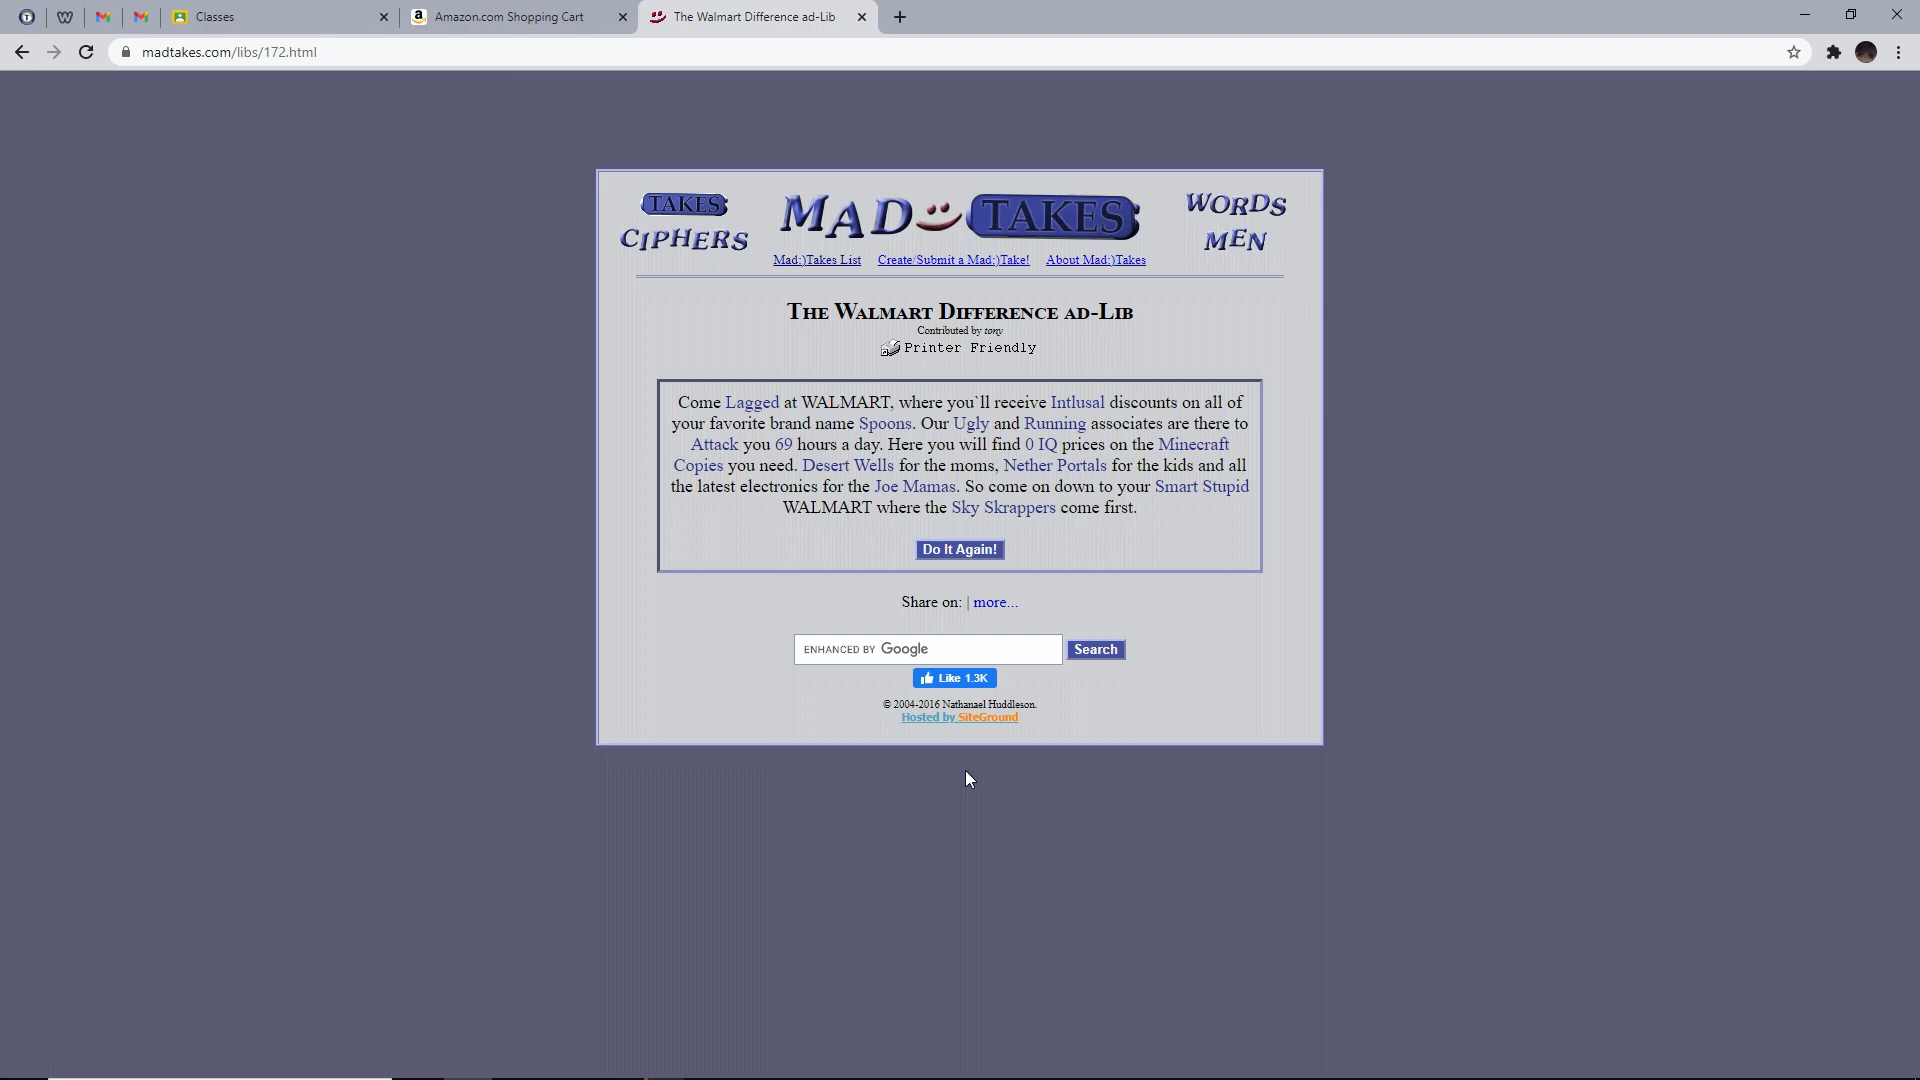 Classes
Amazon.com Shopping Cart
The Walmart Difference ad-Lib
madtakes.com/libs/172.html
TAKES:
CIPHERS
MAD TAKES:
WORDS
MEN
Mad:)Takes List Create/Submit a Mad:)Take! About Mad:)Takes
The Walmart Difference ad-Lib
Contributed by tony
Printer Friendly
Come Lagged at WALMART, where you`ll receive Intlusal discounts on all of
your favorite brand name Spoons. Our Ugly and Running associates are there to
Attack you 69 hours a day. Here you will find 0 IQ prices on the Minecraft
Copies you need. Desert Wells for the moms, Nether Portals for the kids and all
the latest electronics for the Joe Mamas. So come on down to your Smart Stupid
WALMART where the Sky Skrappers come first.
Do It Again!
Share on: | more...
ENHANCED BY Google Search
Like 1.3K
© 2004-2016 Nathanael Huddleson.
Hosted by SiteGround